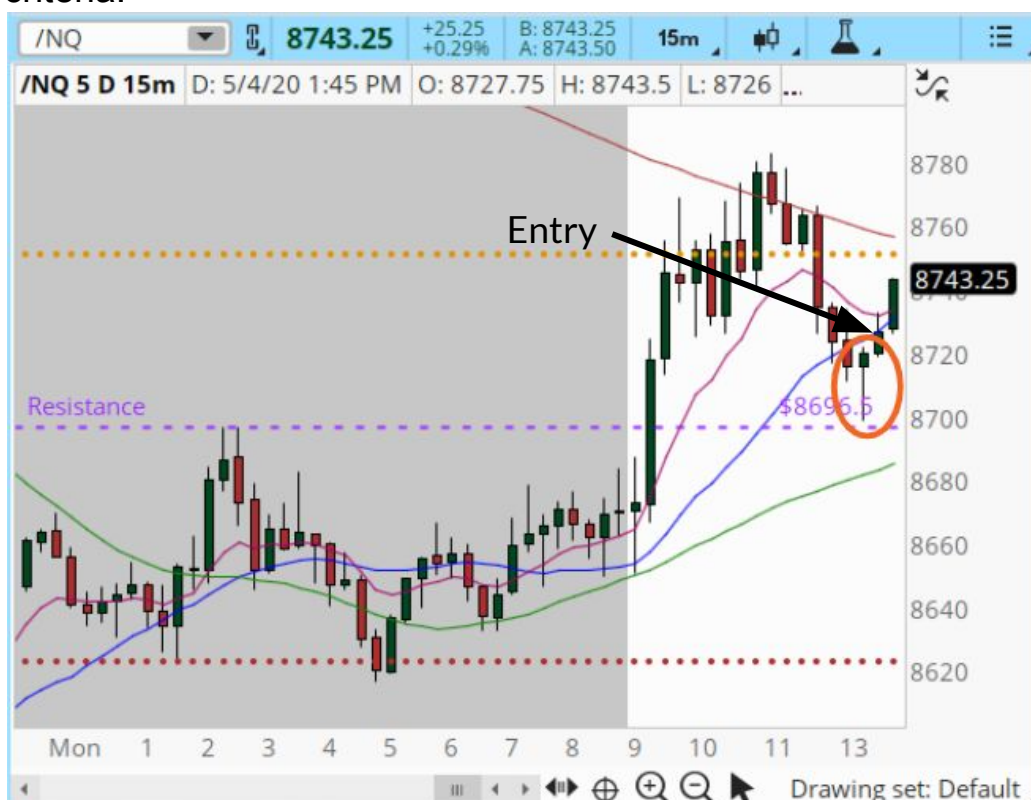 criteria:
/NQ 8743.25 +25.25 B: 8743.25 15m
+0.29% A: 8743.50
/NQ 5 D 15m D: 5/4/20 1:45 PM O: 8727.75 H: 8743.5 L: 8726 ...
8780
Entry
8760
8743.25
8720
Resistance $8696.5
8700
8680
8660
8640
8620
Mon 1 2 3 4 5 6 7 8 9 10 11 13
Drawing set: Default